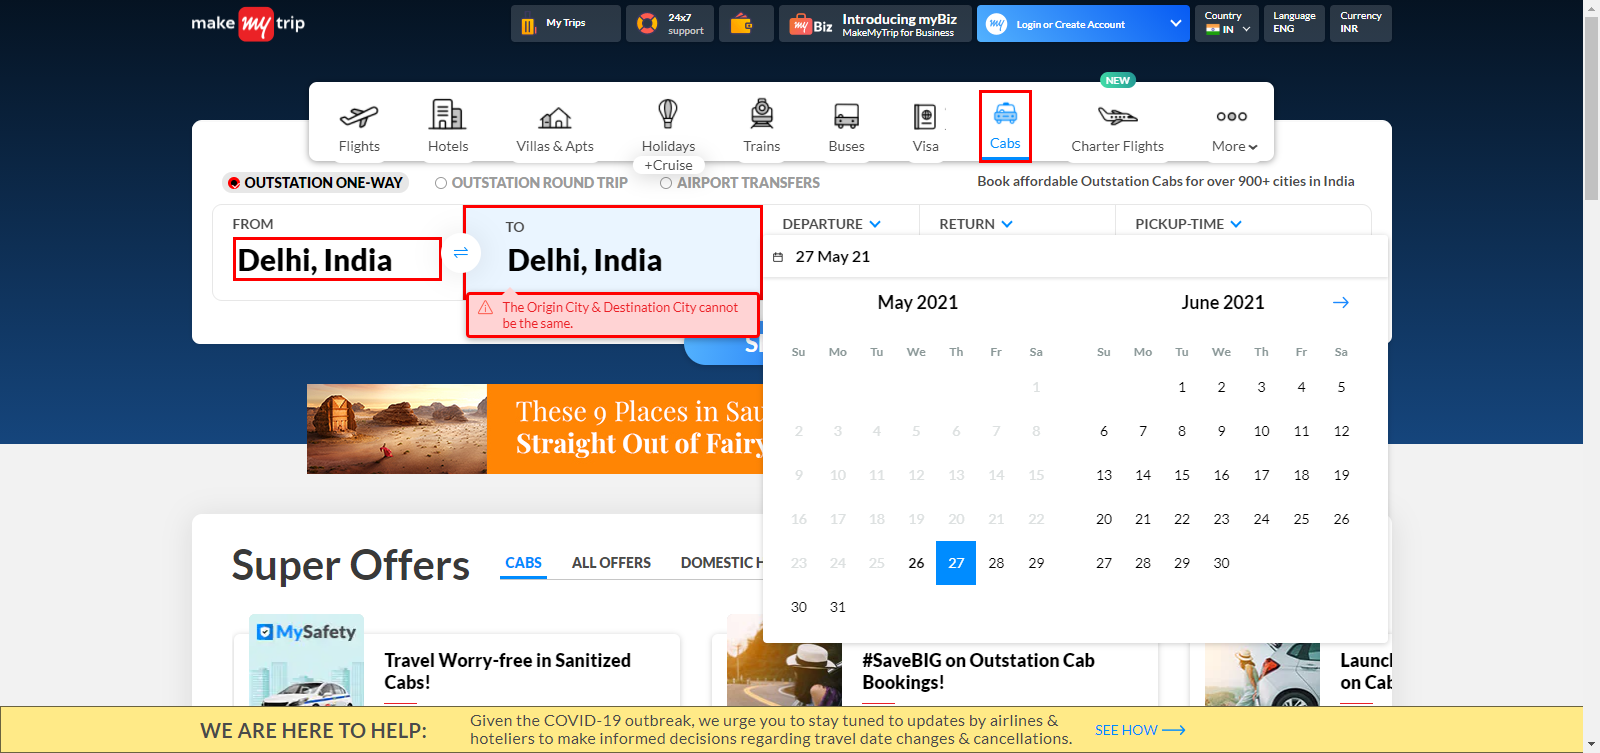 make my trip
My Trips
24x7
support
my Biz
Introducing myBiz
MakeMyTrip for Business
my
Login or Create Account
Country
IN
Language
ENG
Currency
INR
NEW
Flights
Hotels
Villas & Apts
Holidays
+Cruise
Trains
Buses
Visa
Cabs
Charter Flights
More
OUTSTATION ONE-WAY
OUTSTATION ROUND TRIP
AIRPORT TRANSFERS
Book affordable Outstation Cabs for over 900+ cities in India
FROM
Delhi, India
TO
Delhi, India
DEPARTURE
RETURN
PICKUP-TIME
The Origin City & Destination City cannot
be the same.
27 May 21
May 2021
Su Mo Tu We Th Fr Sa
1
2 3 4 5 6 7 8
9 10 11 12 13 14 15
16 17 18 19 20 21 22
23 24 25 26 27 28 29
30 31
June 2021
Su Mo Tu We Th Fr Sa
1 2 3 4 5
6 7 8 9 10 11 12
13 14 15 16 17 18 19
20 21 22 23 24 25 26
27 28 29 30
These 9 Places in Sau
Straight Out of Fairy
Super Offers
CABS
ALL OFFERS
DOMESTIC H
MySafety
Travel Worry-free in Sanitized
Cabs!
#SaveBIG on Outstation Cab
Bookings!
Launch
on Cab
WE ARE HERE TO HELP:
Given the COVID-19 outbreak, we urge you to stay tuned to updates by airlines &
hoteliers to make informed decisions regarding travel date changes & cancellations.
SEE HOW